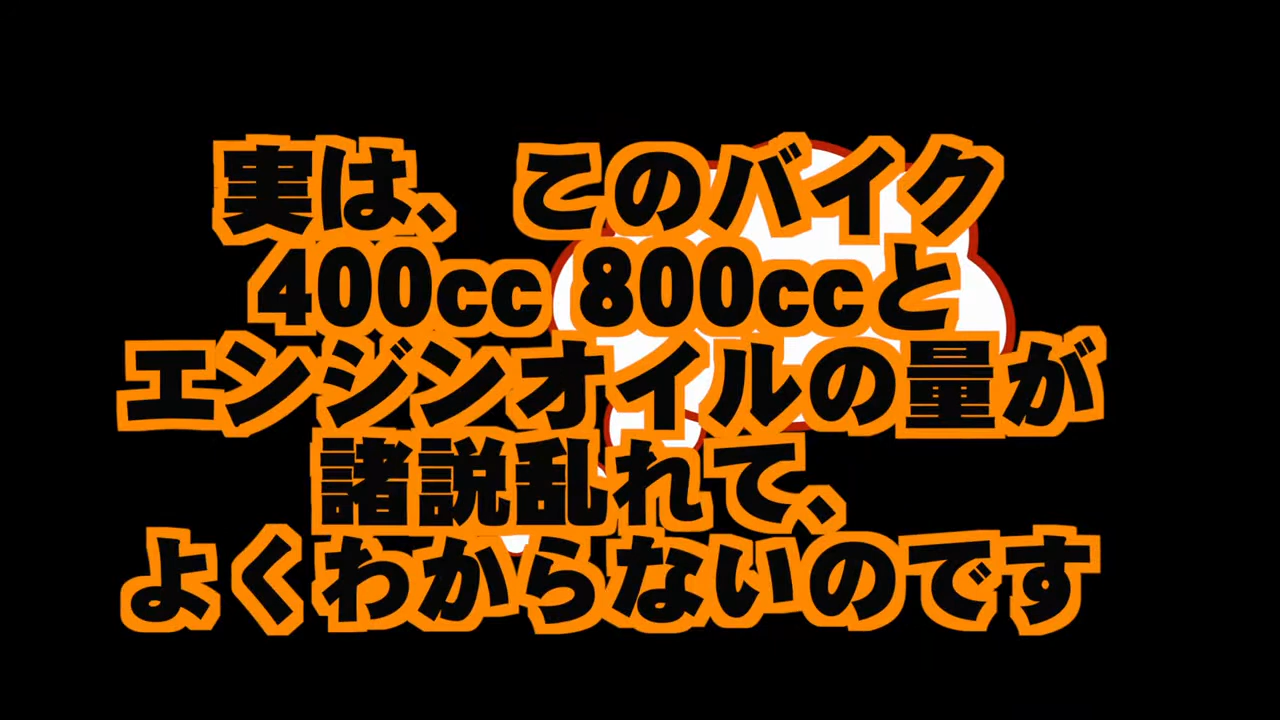 実は、このバイク
400cc 800ccと
エンジンオイルの量が
諸説乱れて、
よくわからないのです